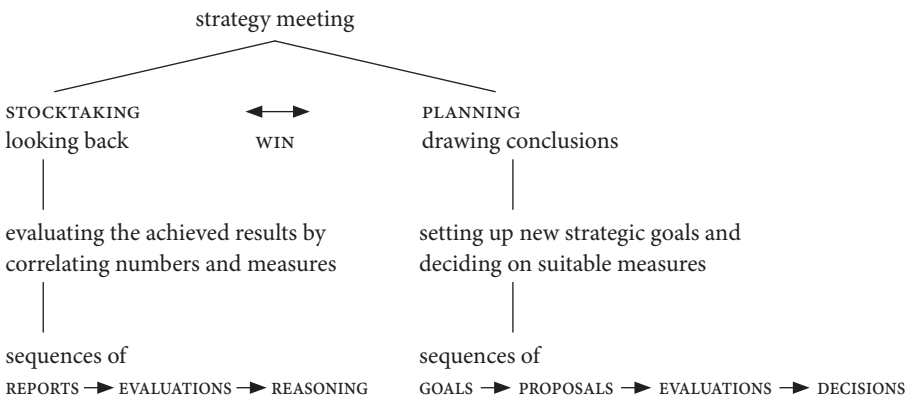 strategy meeting
STOCKTAKING
looking back
WIN
PLANNING
drawing conclusions
evaluating the achieved results by
correlating numbers and measures
setting up new strategic goals and
deciding on suitable measures
sequences of
REPORTS → EVALUATIONS → REASONING
sequences of
GOALS → PROPOSALS → EVALUATIONS → DECISIONS